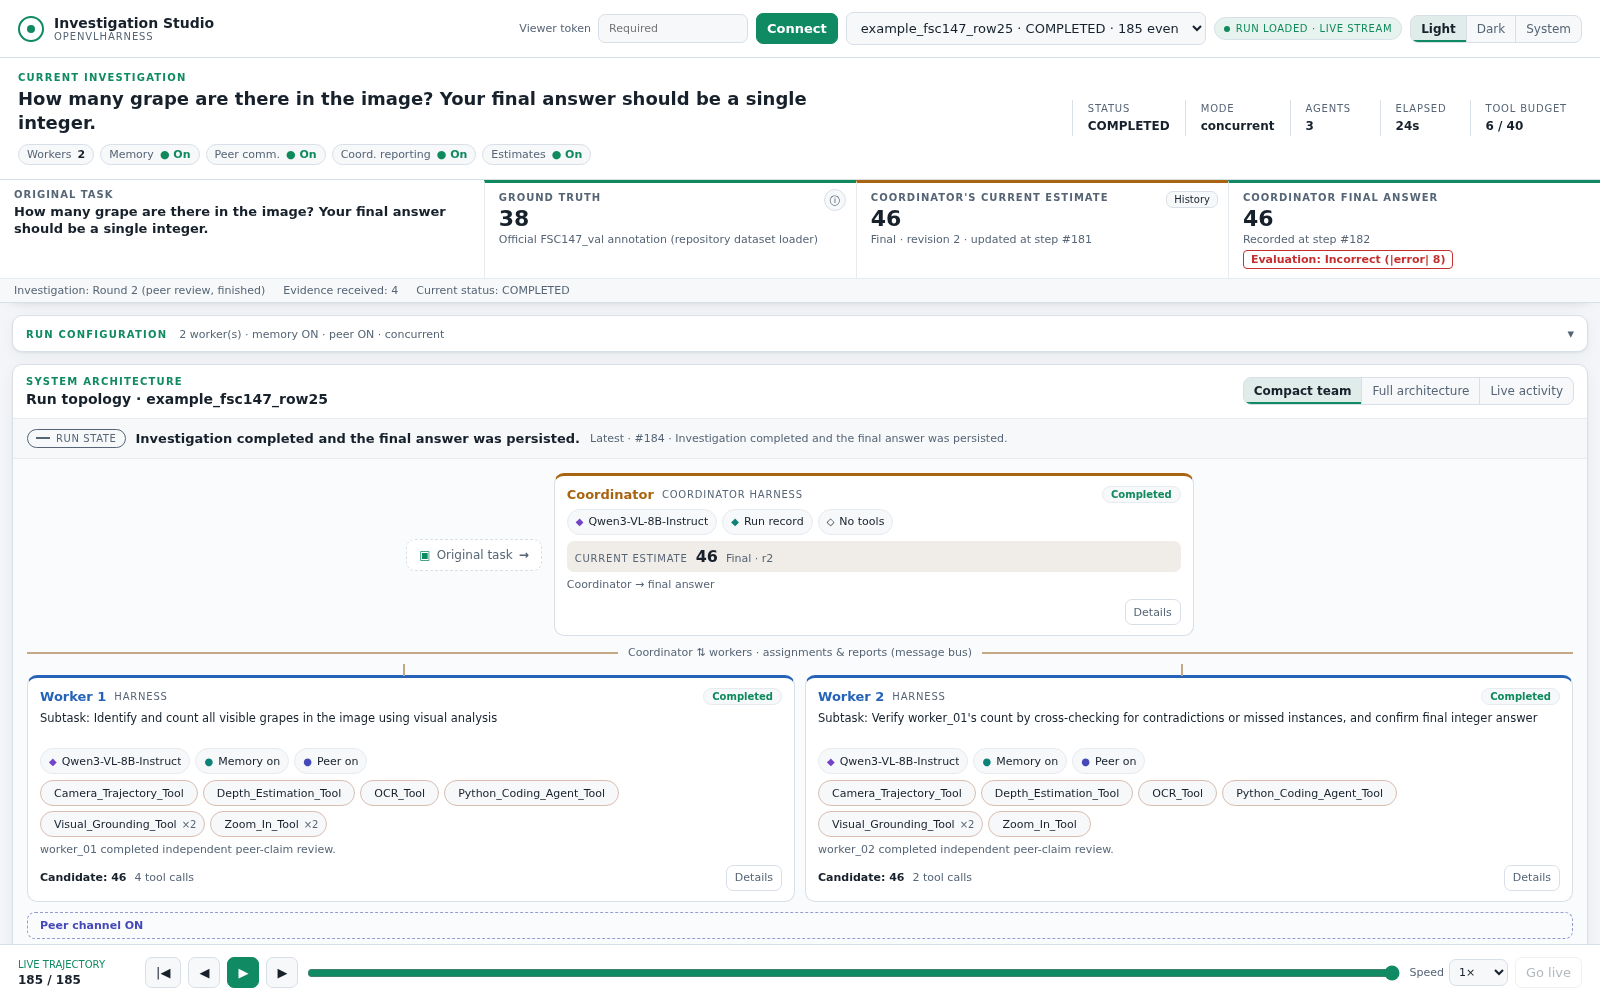 Investigation Studio
OPENVLHARNESS
Viewer token
Required
Connect
example_fsc147_row25 · COMPLETED · 185 even
RUN LOADED · LIVE STREAM
Light
Dark
System
CURRENT INVESTIGATION
How many grape are there in the image? Your final answer should be a single
integer.
Workers 2
Memory ● On
Peer comm. ● On
Coord. reporting ● On
Estimates ● On
STATUS
COMPLETED
MODE
concurrent
AGENTS
3
ELAPSED
24s
TOOL BUDGET
6 / 40
ORIGINAL TASK
How many grape are there in the image? Your final answer
should be a single integer.
GROUND TRUTH
ⓘ
38
Official FSC147_val annotation (repository dataset loader)
COORDINATOR'S CURRENT ESTIMATE
History
46
Final · revision 2 · updated at step #181
COORDINATOR FINAL ANSWER
46
Recorded at step #182
Evaluation: Incorrect (|error| 8)
Investigation: Round 2 (peer review, finished)
Evidence received: 4
Current status: COMPLETED
RUN CONFIGURATION
2 worker(s) · memory ON · peer ON · concurrent
SYSTEM ARCHITECTURE
Run topology · example_fsc147_row25
Compact team
Full architecture
Live activity
RUN STATE
Investigation completed and the final answer was persisted.
Latest · #184 · Investigation completed and the final answer was persisted.
Original task →
Coordinator COORDINATOR HARNESS
Completed
Qwen3-VL-8B-Instruct
Run record
No tools
CURRENT ESTIMATE 46 Final · r2
Coordinator → final answer
Details
Coordinator ⇅ workers · assignments & reports (message bus)
Worker 1 HARNESS
Completed
Subtask: Identify and count all visible grapes in the image using visual analysis
Qwen3-VL-8B-Instruct
Memory on
Peer on
Camera_Trajectory_Tool
Depth_Estimation_Tool
OCR_Tool
Python_Coding_Agent_Tool
Visual_Grounding_Tool ×2
Zoom_In_Tool ×2
worker_01 completed independent peer-claim review.
Candidate: 46 4 tool calls
Details
Worker 2 HARNESS
Completed
Subtask: Verify worker_01's count by cross-checking for contradictions or missed instances, and confirm final integer answer
Qwen3-VL-8B-Instruct
Memory on
Peer on
Camera_Trajectory_Tool
Depth_Estimation_Tool
OCR_Tool
Python_Coding_Agent_Tool
Visual_Grounding_Tool ×2
Zoom_In_Tool
worker_02 completed independent peer-claim review.
Candidate: 46 2 tool calls
Details
Peer channel ON
LIVE TRAJECTORY
185 / 185
Speed
1×
Go live